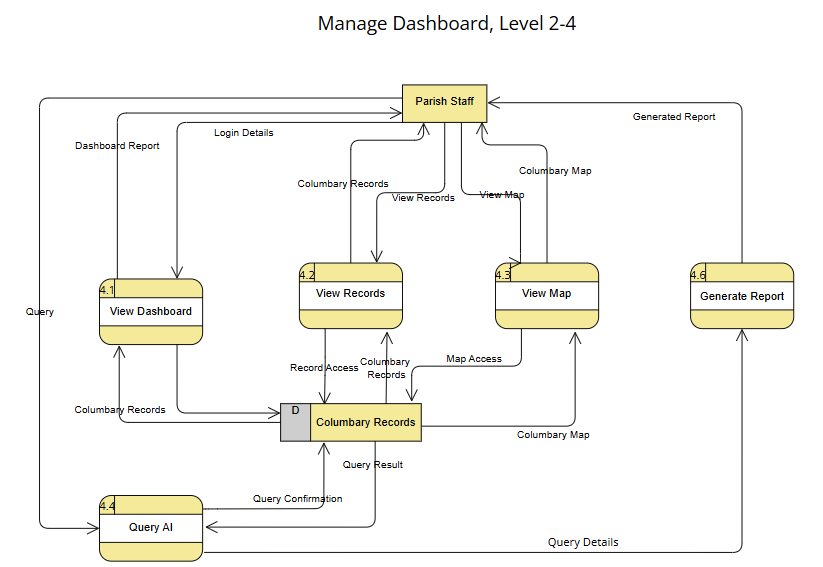 Manage Dashboard, Level 2-4
Parish Staff
Generated Report
Login Details
Dashboard Report
Columbary Map
Columbary Records
View Records
View Map
4.1
View Dashboard
4.2
View Records
4.3
View Map
4.6
Generate Report
Query
Record Access
Columbary
Records
Map Access
Columbary Records
D
Columbary Records
Columbary Map
Query Result
Query Confirmation
4.4
Query AI
Query Details